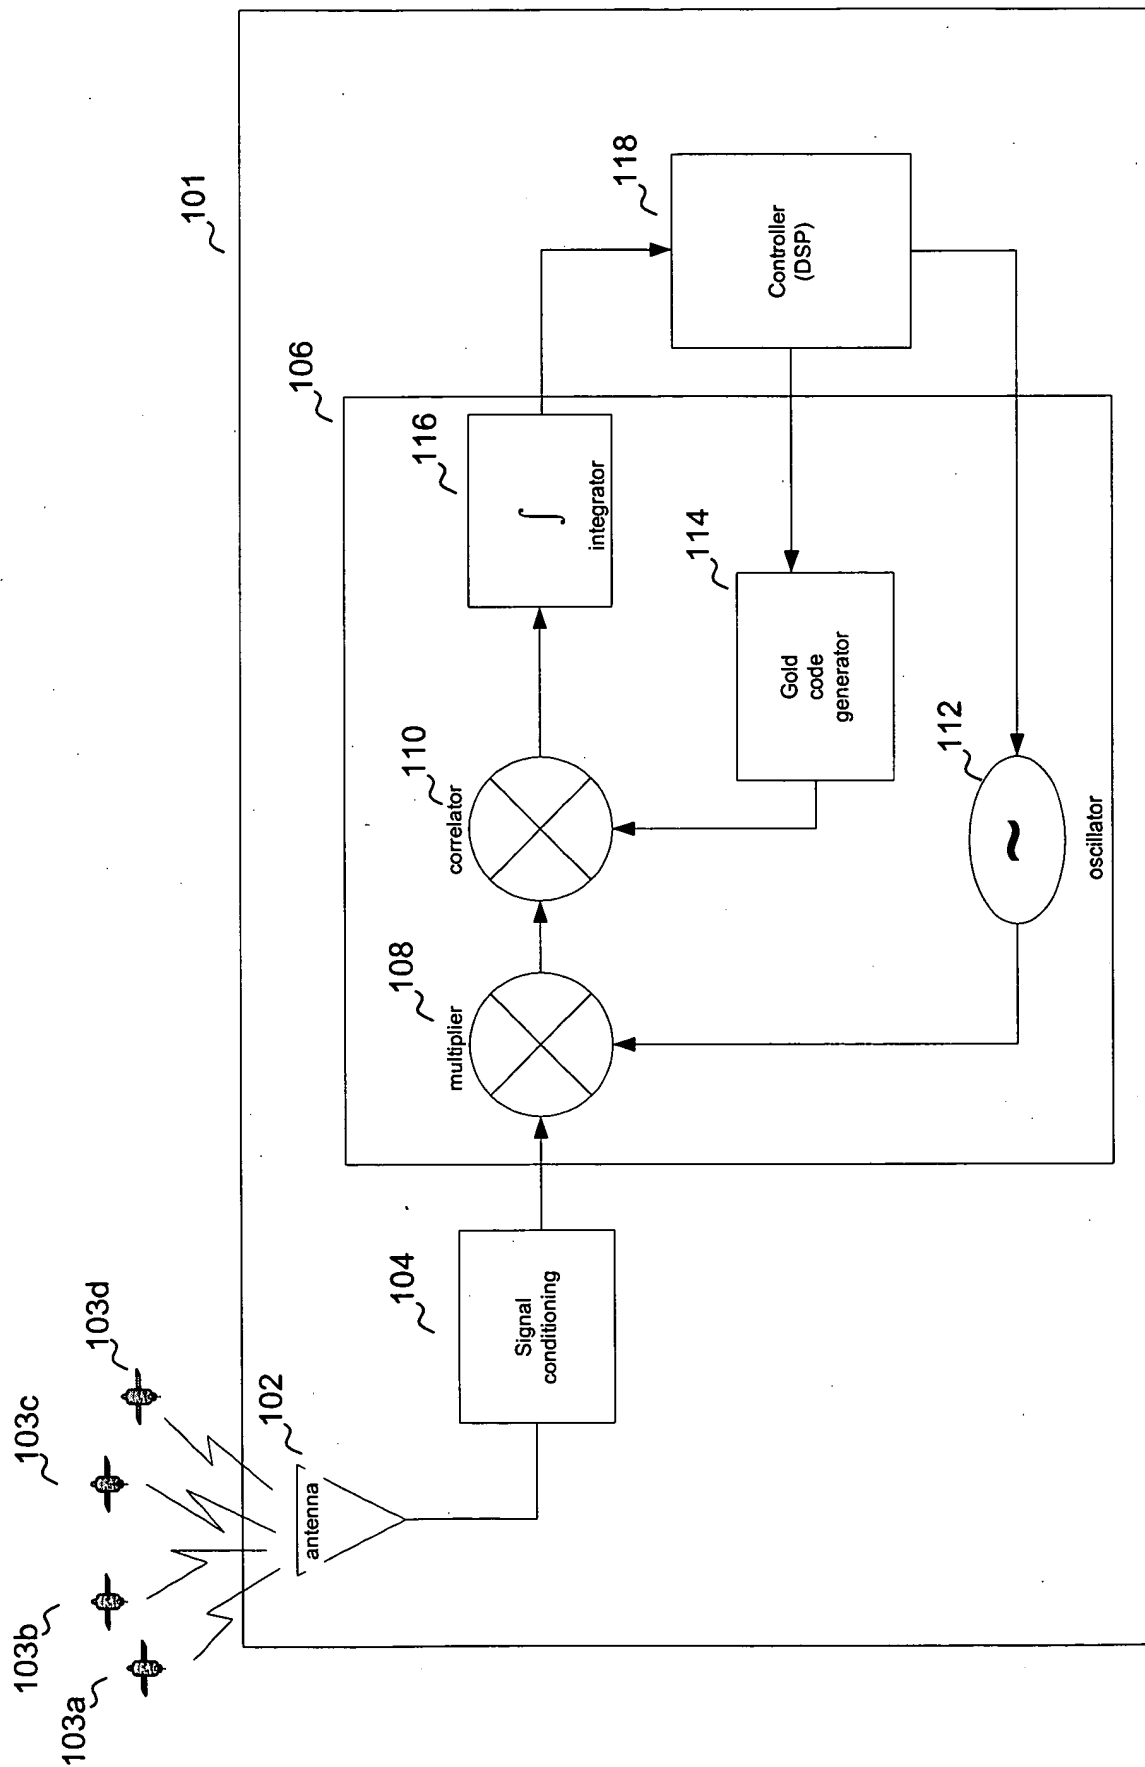 103a
103b
103c
103d
101
102
antenna
104
Signal
conditioning
106
108
multiplier
110
correlator
116
∫
integrator
114
Gold
code
generator
118
Controller
(DSP)
112
~
oscillator